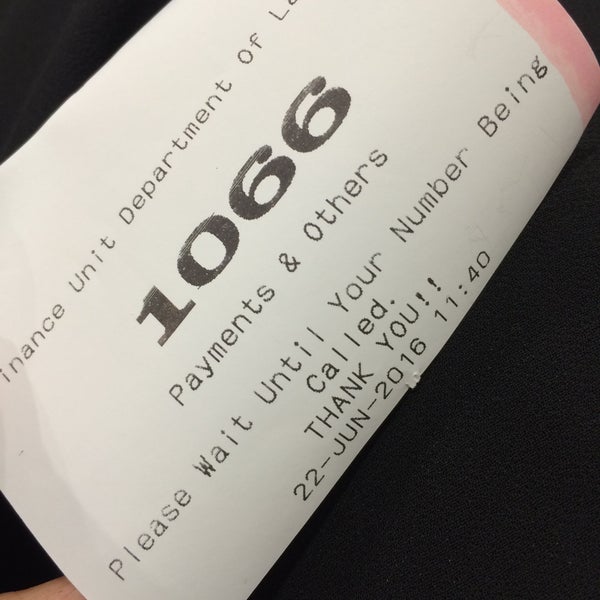 inance Unit Department Of La
1066
Payments & Others
Please Wait Until Your Number Being
Called.
THANK YOU!!
22-JUN-2016 11:40